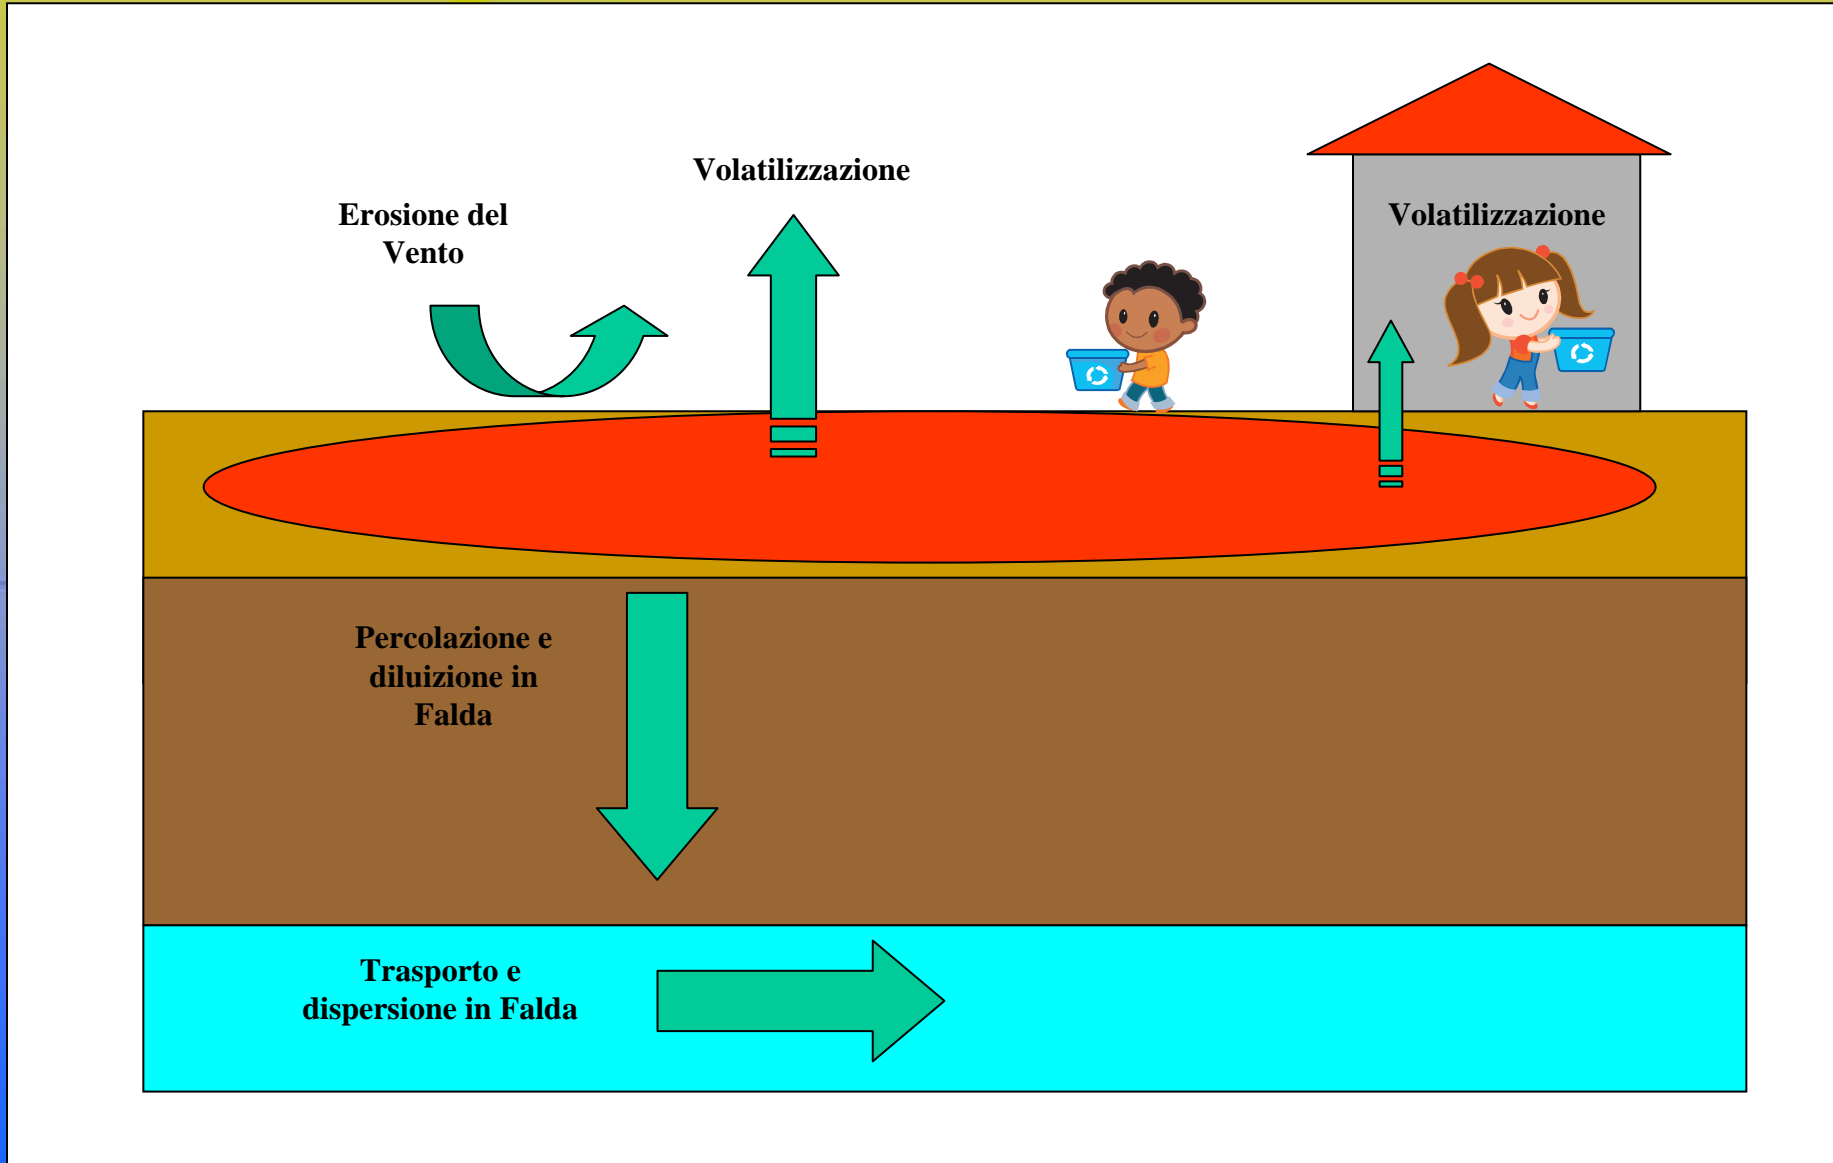 Volatilizzazione
Erosione del
Vento
Volatilizzazione
Percolazione e
diluizione in
Falda
Trasporto e
dispersione in Falda